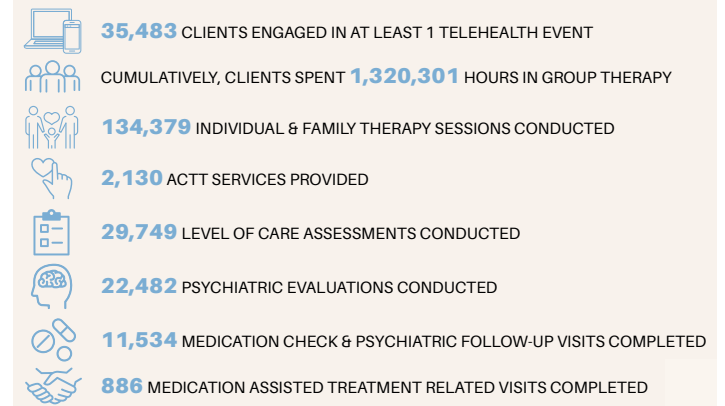 35,483 CLIENTS ENGAGED IN AT LEAST 1 TELEHEALTH EVENT
CUMULATIVELY, CLIENTS SPENT 1,320,301 HOURS IN GROUP THERAPY
134,379 INDIVIDUAL & FAMILY THERAPY SESSIONS CONDUCTED
2,130 ACTT SERVICES PROVIDED
29,749 LEVEL OF CARE ASSESSMENTS CONDUCTED
22,482 PSYCHIATRIC EVALUATIONS CONDUCTED
11,534 MEDICATION CHECK & PSYCHIATRIC FOLLOW-UP VISITS COMPLETED
886 MEDICATION ASSISTED TREATMENT RELATED VISITS COMPLETED